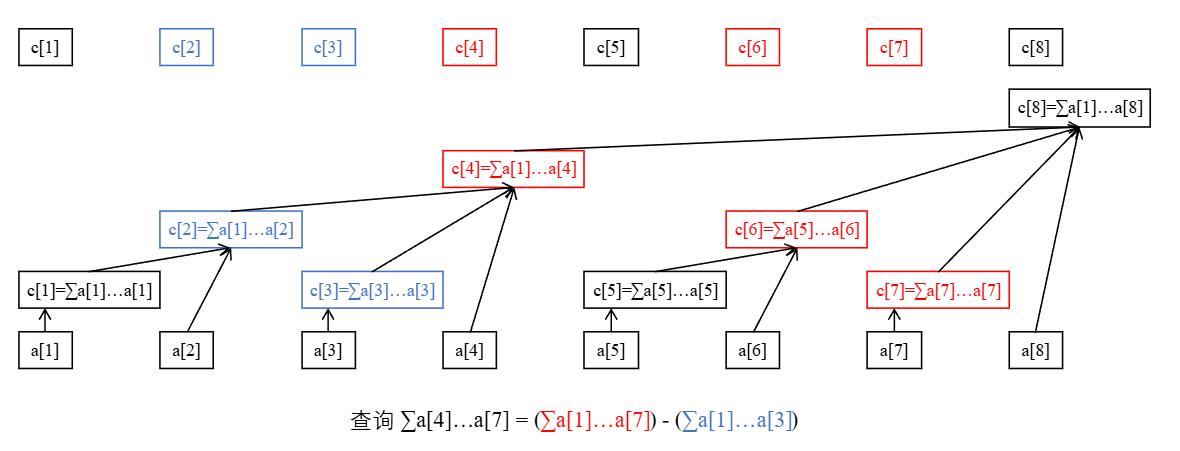 c[1] c[2] c[3] c[4] c[5] c[6] c[7] c[8]
c[8]=∑a[1]…a[8]
c[4]=∑a[1]…a[4]
c[2]=∑a[1]…a[2] c[6]=∑a[5]…a[6]
c[1]=∑a[1]…a[1] c[3]=∑a[3]…a[3] c[5]=∑a[5]…a[5] c[7]=∑a[7]…a[7]
a[1] a[2] a[3] a[4] a[5] a[6] a[7] a[8]
查询 ∑a[4]…a[7] = (∑a[1]…a[7]) - (∑a[1]…a[3])